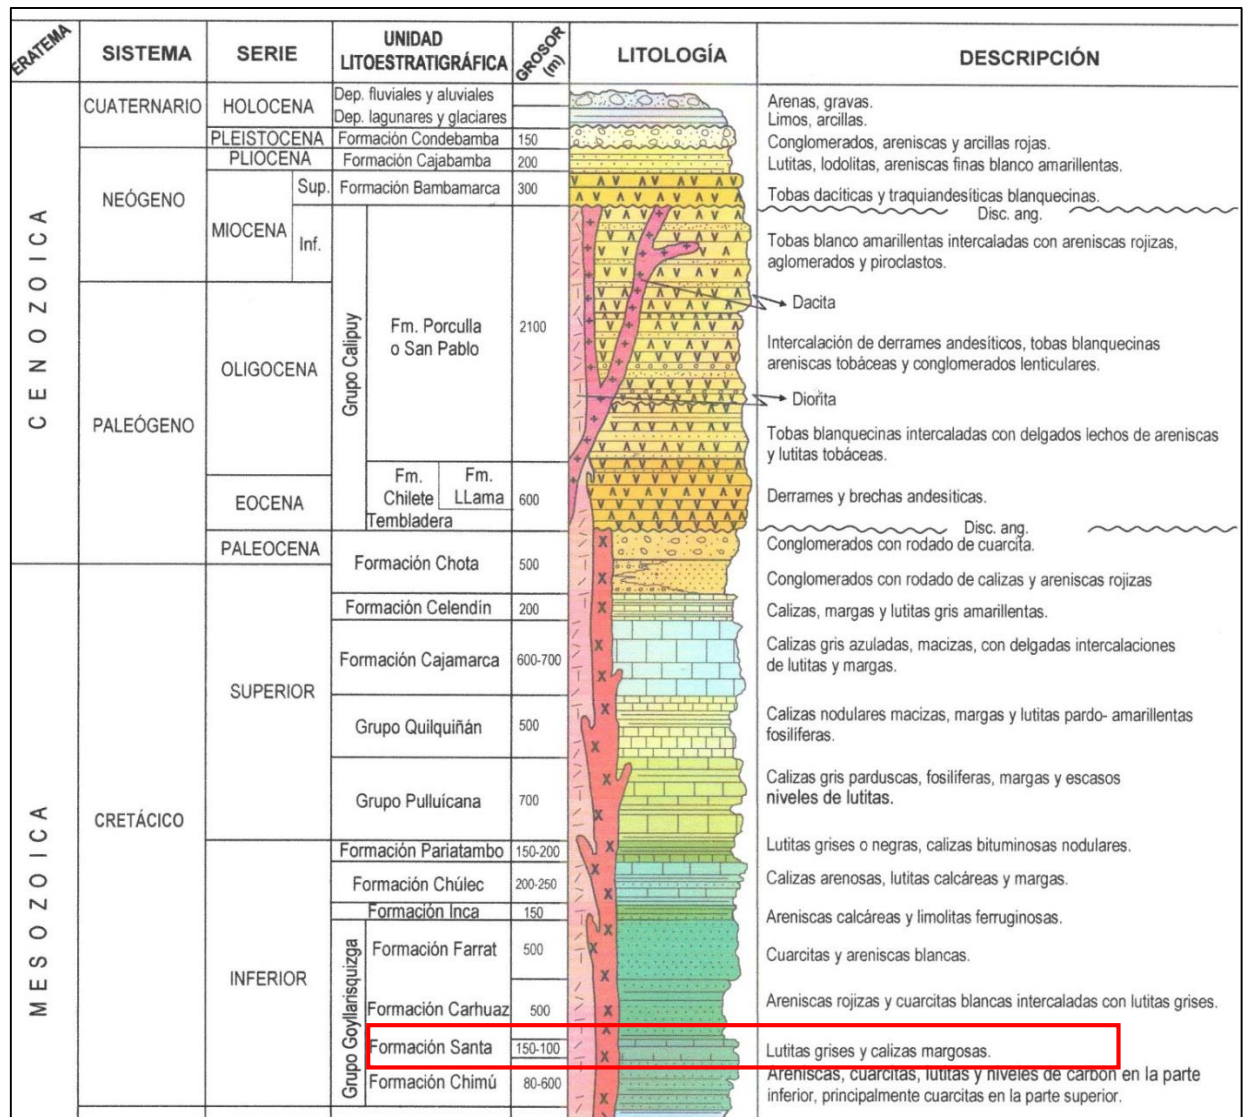 ERATEMA SISTEMA SERIE UNIDAD LITOESTRATIGRÁFICA GROSOR (m) LITOLOGÍA DESCRIPCIÓN
CENOZOICA
CUATERNARIO HOLOCENA Dep. fluviales y aluviales Arenas, gravas.
Dep. lagunares y glaciares Limos, arcillas.
PLEISTOCENA Formación Condebamba 150 Conglomerados, areniscas y arcillas rojas.
NEÓGENO PLIOCENA Formación Cajabamba 200 Lutitas, lodolitas, areniscas finas blanco amarillentas.
MIOCENA Sup. Formación Bambamarca 300 Tobas dacíticas y traquiandesíticas blanquecinas.
Disc. ang.
Inf. Tobas blanco amarillentas intercaladas con areniscas rojizas,
aglomerados y piroclastos.
Dacita
Grupo Calipuy
Fm. Porculla
o San Pablo
2100
PALEÓGENO OLIGOCENA Intercalación de derrames andesíticos, tobas blanquecinas
areniscas tobáceas y conglomerados lenticulares.
Diorita
Tobas blanquecinas intercaladas con delgados lechos de areniscas
y lutitas tobáceas.
EOCENA Fm. Chilete Fm. LLama 600 Derrames y brechas andesíticas.
Tembladera
Disc. ang.
PALEOCENA Conglomerados con rodado de cuarcita.
Formación Chota 500
MESOZOICA
CRETÁCICO
Conglomerados con rodado de calizas y areniscas rojizas
SUPERIOR
Formación Celendín 200 Calizas, margas y lutitas gris amarillentas.
Formación Cajamarca 600-700 Calizas gris azuladas, macizas, con delgadas intercalaciones
de lutitas y margas.
Grupo Quilquiñán 500 Calizas nodulares macizas, margas y lutitas pardo- amarillentas
fosilíferas.
Grupo Pulluicana 700 Calizas gris parduscas, fosilíferas, margas y escasos
niveles de lutitas.
INFERIOR
Formación Pariatambo 150-200 Lutitas grises o negras, calizas bituminosas nodulares.
Formación Chúlec 200-250 Calizas arenosas, lutitas calcáreas y margas.
Formación Inca 150 Areniscas calcáreas y limolitas ferruginosas.
Grupo Goyllarisquizga
Formación Farrat 500 Cuarcitas y areniscas blancas.
Formación Carhuaz 500 Areniscas rojizas y cuarcitas blancas intercaladas con lutitas grises.
Formación Santa 150-100 Lutitas grises y calizas margosas.
Formación Chimú 80-600 Areniscas, cuarcitas, lutitas y niveles de carbón en la parte
inferior, principalmente cuarcitas en la parte superior.